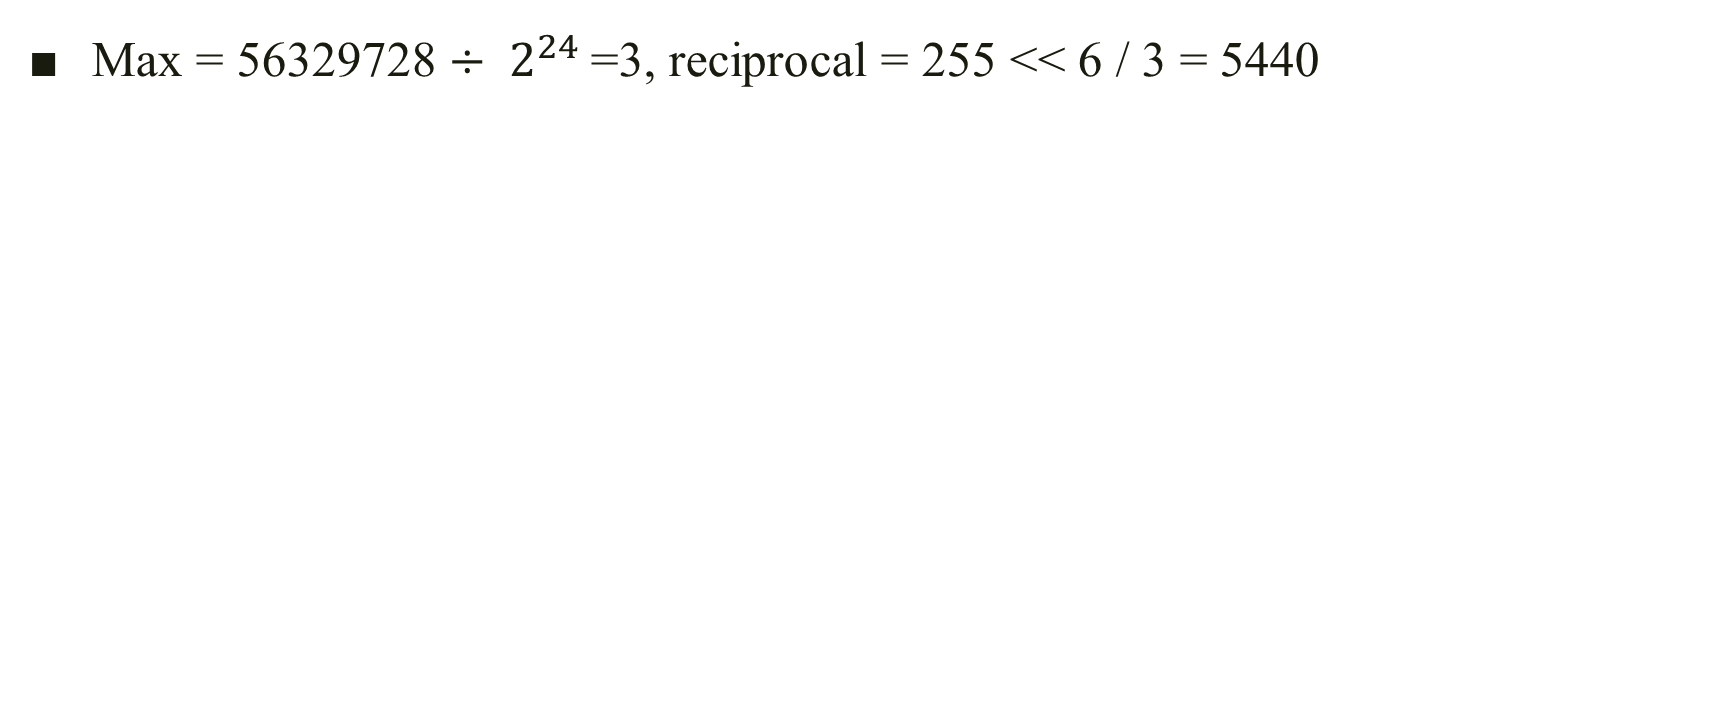 ■ Max = 56329728 ÷ 2²⁴ =3, reciprocal = 255 << 6 / 3 = 5440